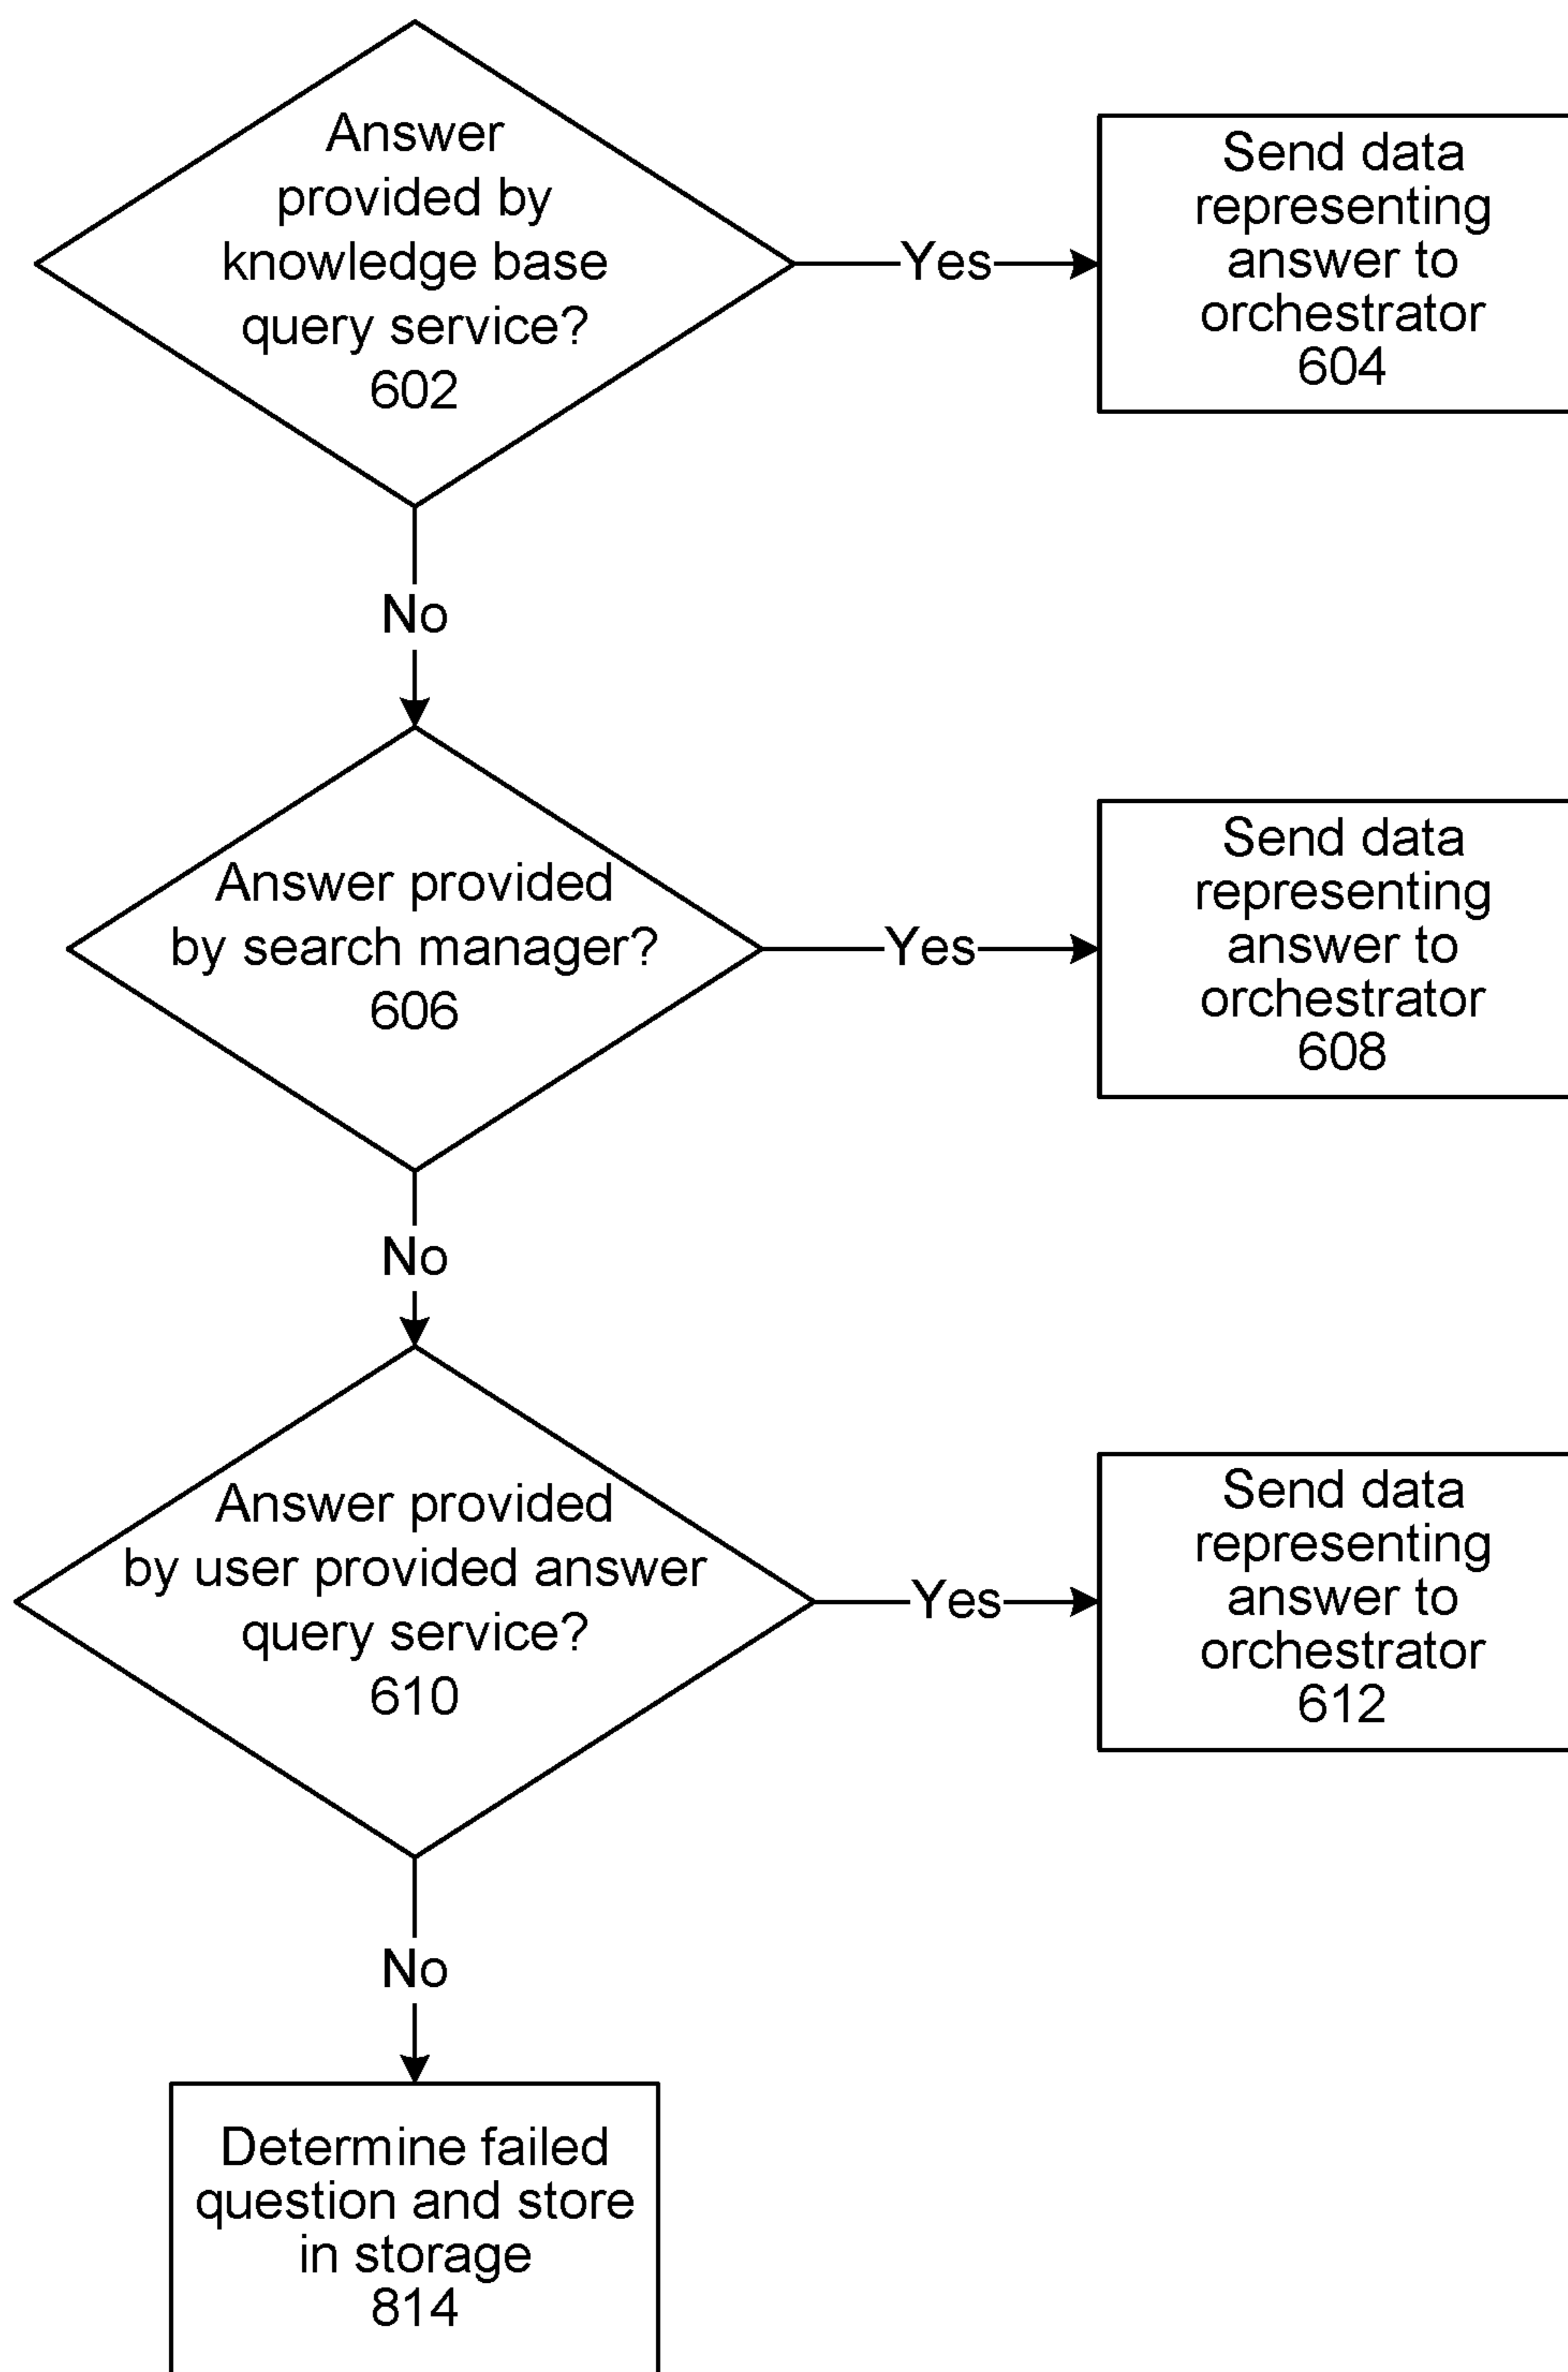 Answer
provided by
knowledge base
query service?
602
Yes
Send data
representing
answer to
orchestrator
604
No
Answer provided
by search manager?
606
Yes
Send data
representing
answer to
orchestrator
608
No
Answer provided
by user provided answer
query service?
610
Yes
Send data
representing
answer to
orchestrator
612
No
Determine failed
question and store
in storage
814